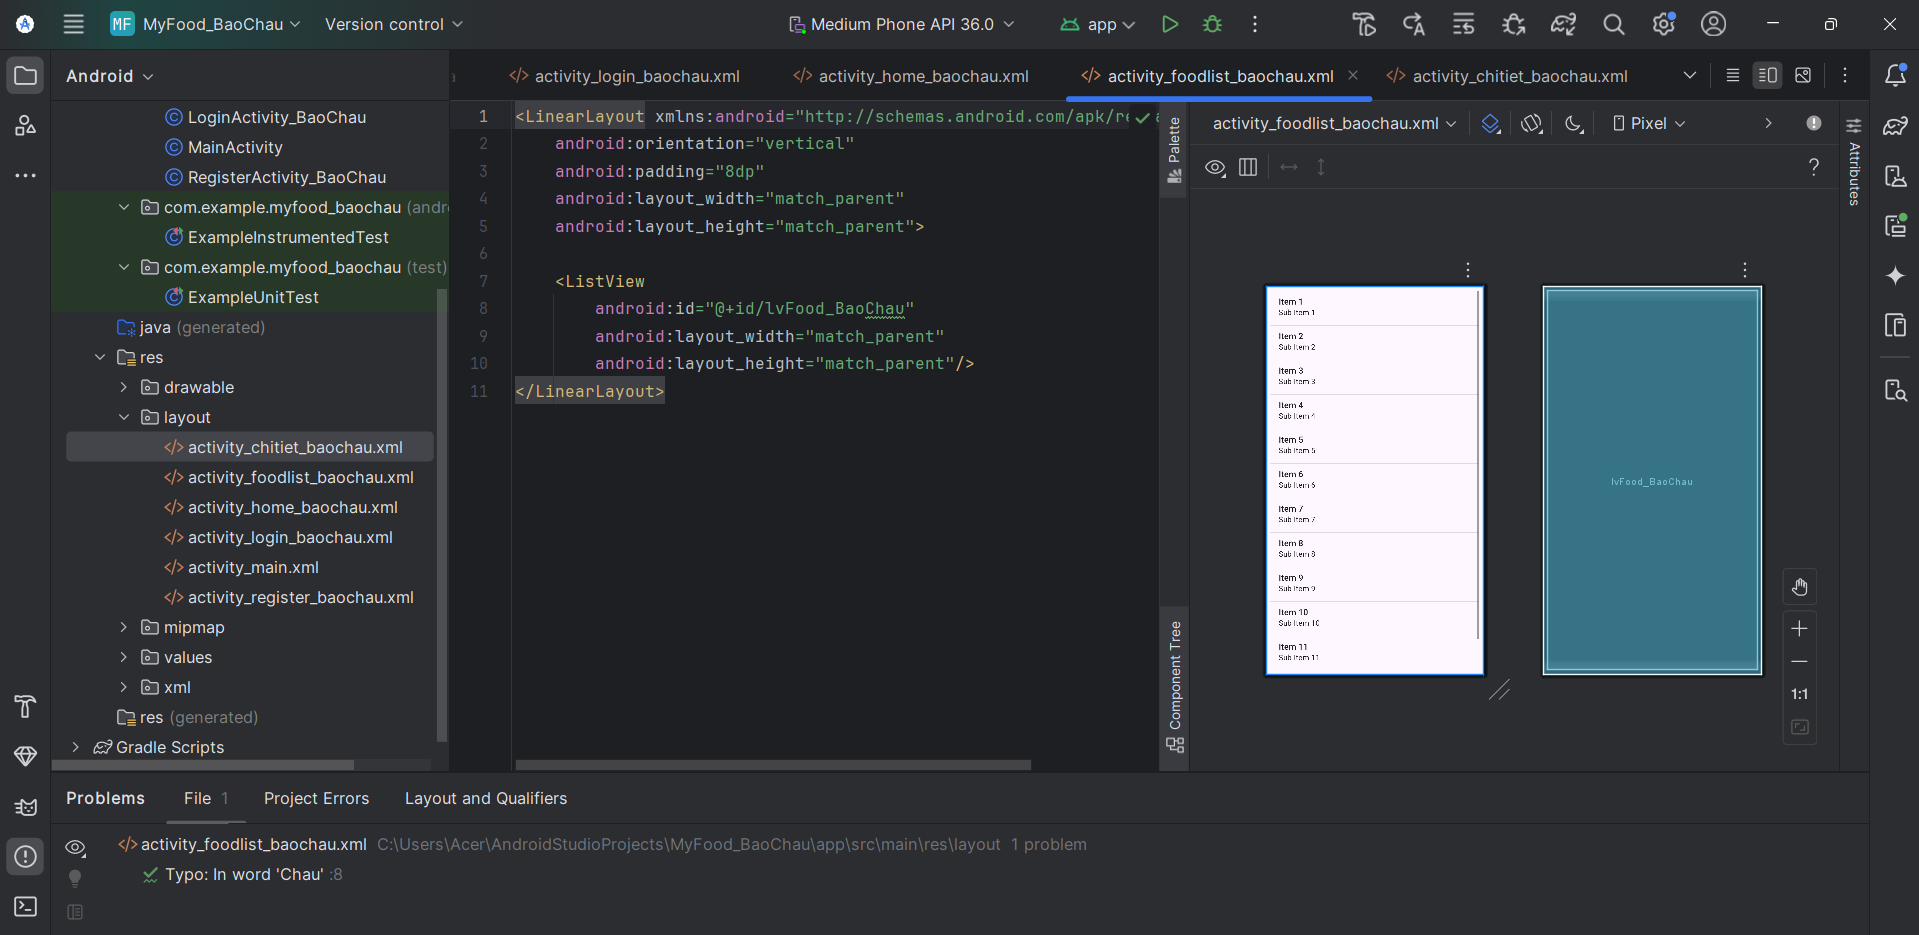 MF MyFood_BaoChau Version control Medium Phone API 36.0 app
Android
activity_login_baochau.xml activity_home_baochau.xml activity_foodlist_baochau.xml activity_chitiet_baochau.xml
LoginActivity_BaoChau
MainActivity
RegisterActivity_BaoChau
com.example.myfood_baochau (andr
ExampleInstrumentedTest
com.example.myfood_baochau (test)
ExampleUnitTest
java (generated)
res
drawable
layout
activity_chitiet_baochau.xml
activity_foodlist_baochau.xml
activity_home_baochau.xml
activity_login_baochau.xml
activity_main.xml
activity_register_baochau.xml
mipmap
values
xml
res (generated)
Gradle Scripts
1 <LinearLayout xmlns:android="http://schemas.android.com/apk/re
2 android:orientation="vertical"
3 android:padding="8dp"
4 android:layout_width="match_parent"
5 android:layout_height="match_parent">
6
7 <ListView
8 android:id="@+id/lvFood_BaoChau"
9 android:layout_width="match_parent"
10 android:layout_height="match_parent"/>
11 </LinearLayout>
Palette
Component Tree
activity_foodlist_baochau.xml Pixel
?
Attributes
Item 1
Sub Item 1
Item 2
Sub Item 2
Item 3
Sub Item 3
Item 4
Sub Item 4
Item 5
Sub Item 5
Item 6
Sub Item 6
Item 7
Sub Item 7
Item 8
Sub Item 8
Item 9
Sub Item 9
Item 10
Sub Item 10
Item 11
Sub Item 11
lvFood_BaoChau
1:1
Problems File 1 Project Errors Layout and Qualifiers
activity_foodlist_baochau.xml C:\Users\Acer\AndroidStudioProjects\MyFood_BaoChau\app\src\main\res\layout 1 problem
Typo: In word 'Chau' :8